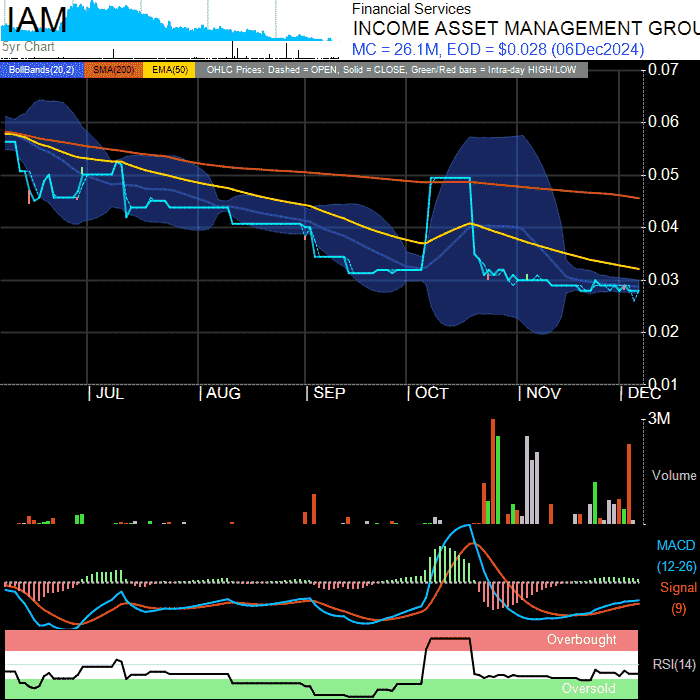 IAM
5yr Chart
Financial Services
INCOME ASSET MANAGEMENT GROU
MC = 26.1M, EOD = $0.028 (06Dec2024)
BollBands(20,2) SMA(200) EMA(50) OHLC Prices: Dashed = OPEN, Solid = CLOSE, Green/Red bars = Intra-day HIGH/LOW
0.07
0.06
0.05
0.04
0.03
0.02
0.01
| JUL | AUG | SEP | OCT | NOV | DEC
3M
Volume
MACD
(12-26)
Signal
(9)
Overbought
RSI(14)
Oversold